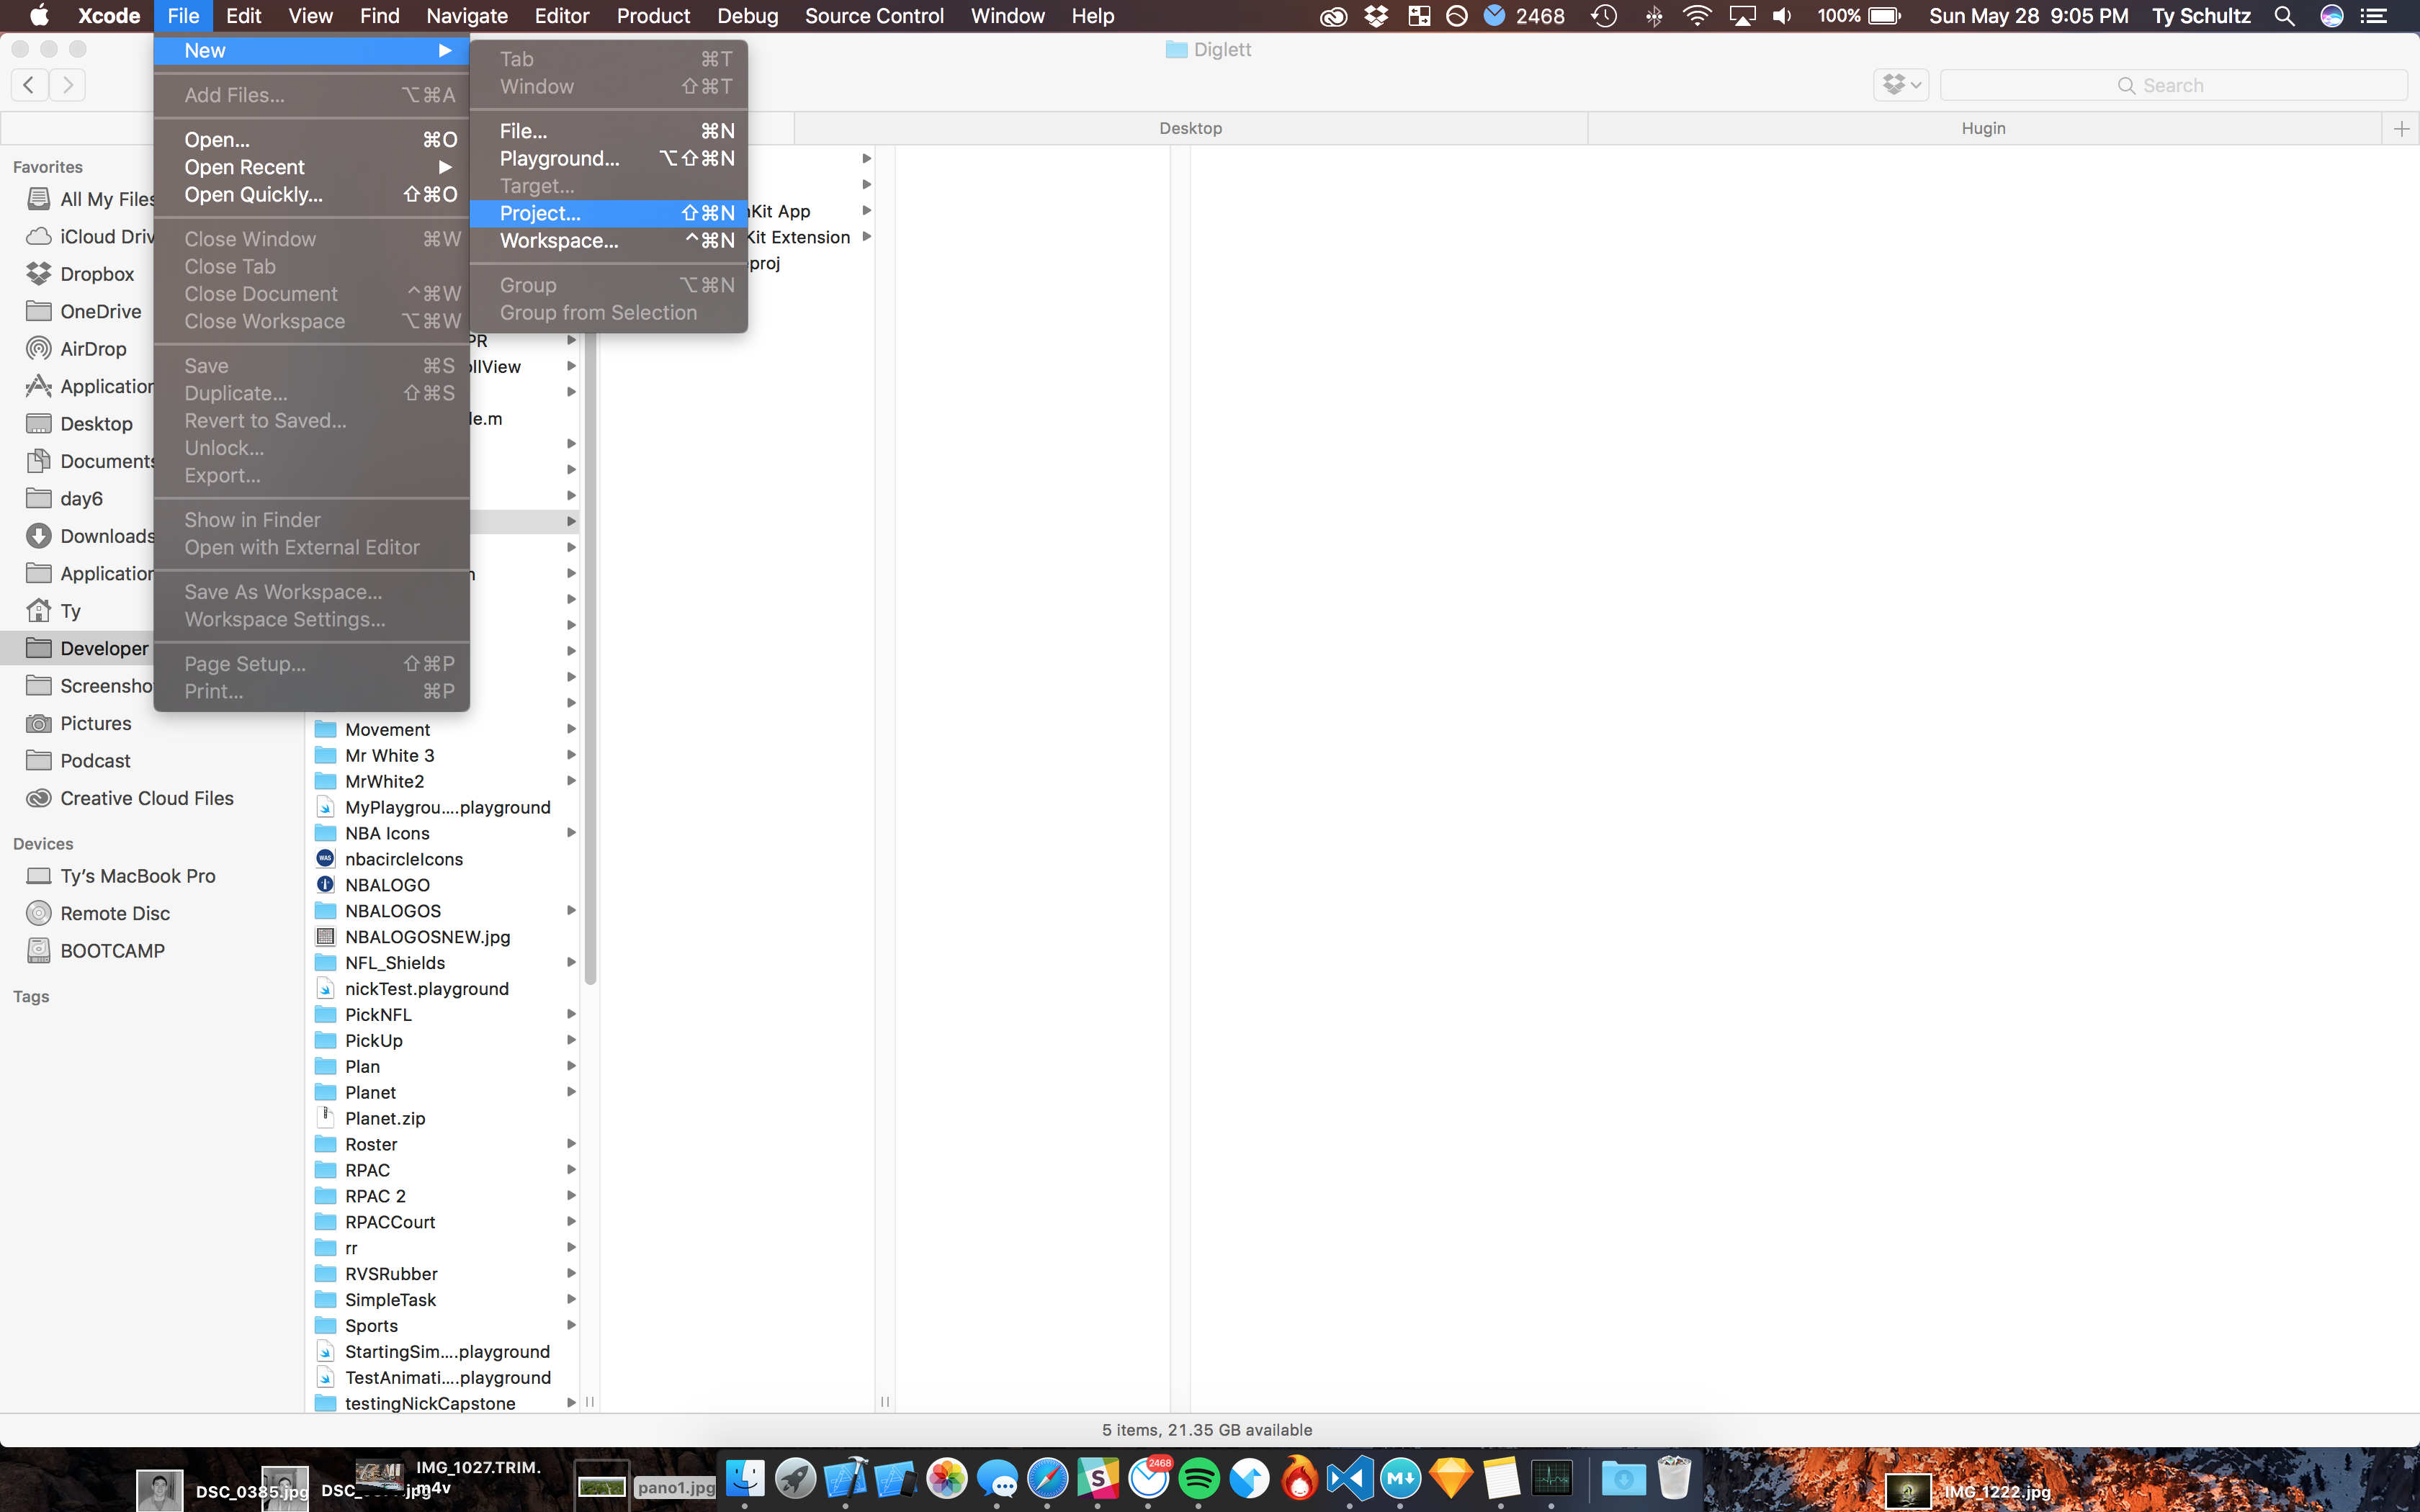 Xcode File Edit View Find Navigate Editor Product Debug Source Control Window Help 2468 100% Sun May 28 9:05 PM Ty Schultz
Diglett
Search
Desktop Hugin
New
Add Files... ⌥⌘A
Open... ⌘O
Open Recent
Open Quickly... ⇧⌘O
Close Window ⌘W
Close Tab
Close Document ^⌘W
Close Workspace ⌥⌘W
Save ⌘S
Duplicate... ⇧⌘S
Revert to Saved...
Unlock...
Export...
Show in Finder
Open with External Editor
Save As Workspace...
Workspace Settings...
Page Setup... ⇧⌘P
Print... ⌘P
Tab ⌘T
Window ⇧⌘T
File... ⌘N
Playground... ⌥⇧⌘N
Target...
Project... ⇧⌘N
Workspace... ^⌘N
Group ⌥⌘N
Group from Selection
Kit App
Kit Extension
proj
PR
ollView
le.m
Favorites
All My Files
iCloud Driv
Dropbox
OneDrive
AirDrop
Application
Desktop
Documents
day6
Downloads
Application
Ty
Developer
Screensho
Pictures
Podcast
Creative Cloud Files
Devices
Ty's MacBook Pro
Remote Disc
BOOTCAMP
Tags
Movement
Mr White 3
MrWhite2
MyPlaygrou....playground
NBA Icons
nbacircleIcons
NBALOGO
NBALOGOS
NBALOGOSNEW.jpg
NFL_Shields
nickTest.playground
PickNFL
PickUp
Plan
Planet
Planet.zip
Roster
RPAC
RPAC 2
RPACCourt
rr
RVSRubber
SimpleTask
Sports
StartingSim....playground
TestAnimati....playground
testingNickCapstone
5 items, 21.35 GB available
DSC_0385.jpg
IMG_1027.TRIM.
m4v
pano1.jpg
2468
IMG_1222.jpg